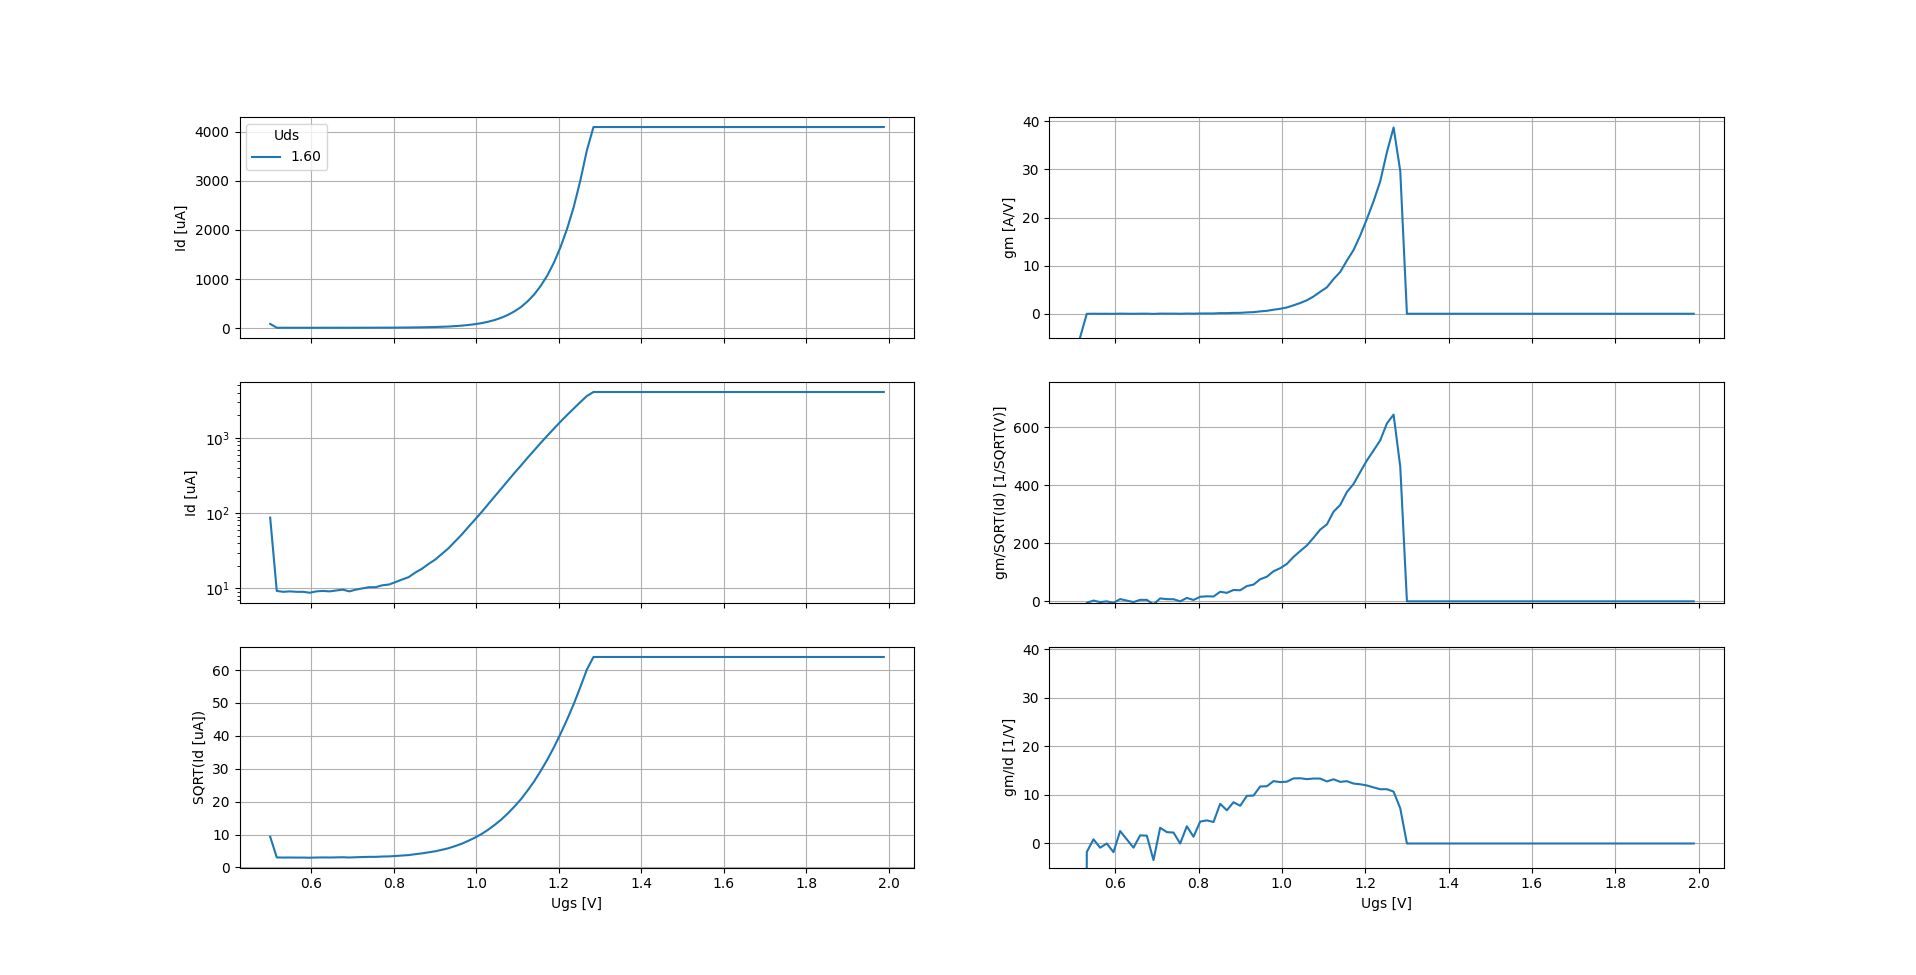 Uds
1.60
4000
3000
2000
1000
0
Id [uA]
40
30
20
10
0
gm [A/V]
10³
10²
10¹
Id [uA]
600
400
200
0
gm/SQRT(Id) [1/SQRT(V)]
60
50
40
30
20
10
0
SQRT(Id [uA])
0.6 0.8 1.0 1.2 1.4 1.6 1.8 2.0
Ugs [V]
40
30
20
10
0
gm/Id [1/V]
0.6 0.8 1.0 1.2 1.4 1.6 1.8 2.0
Ugs [V]